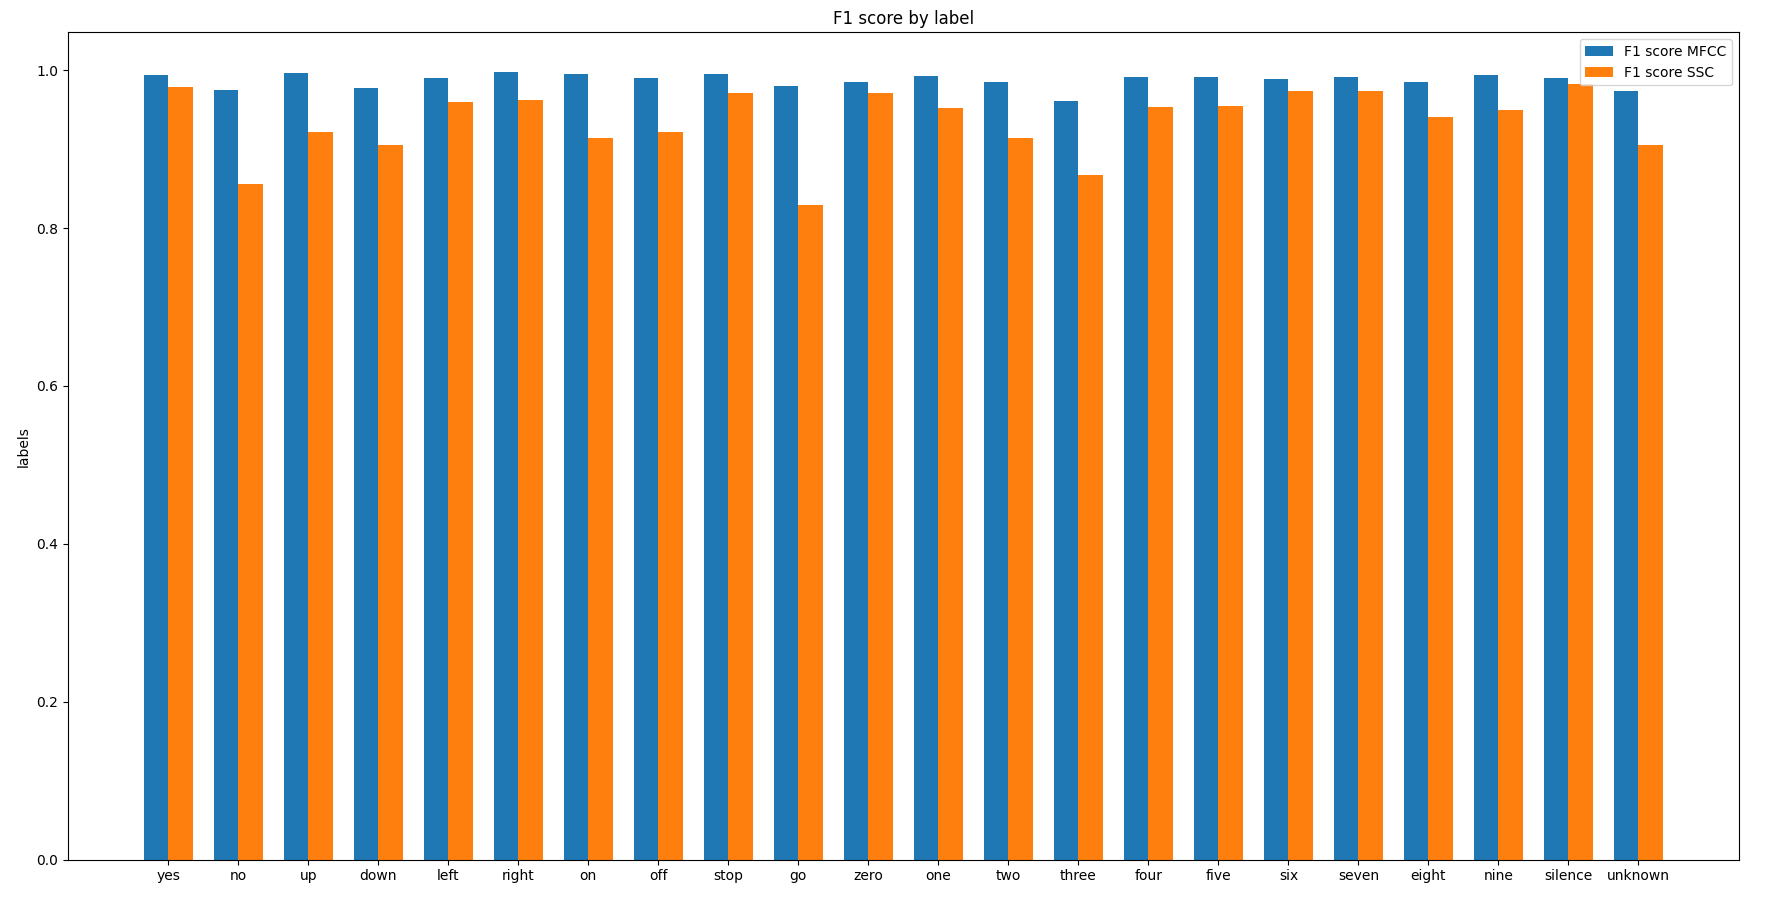 F1 score by label
F1 score MFCC
F1 score SSC
1.0
0.8
0.6
0.4
0.2
0.0
labels
yes no up down left right on off stop go zero one two three four five six seven eight nine silence unknown